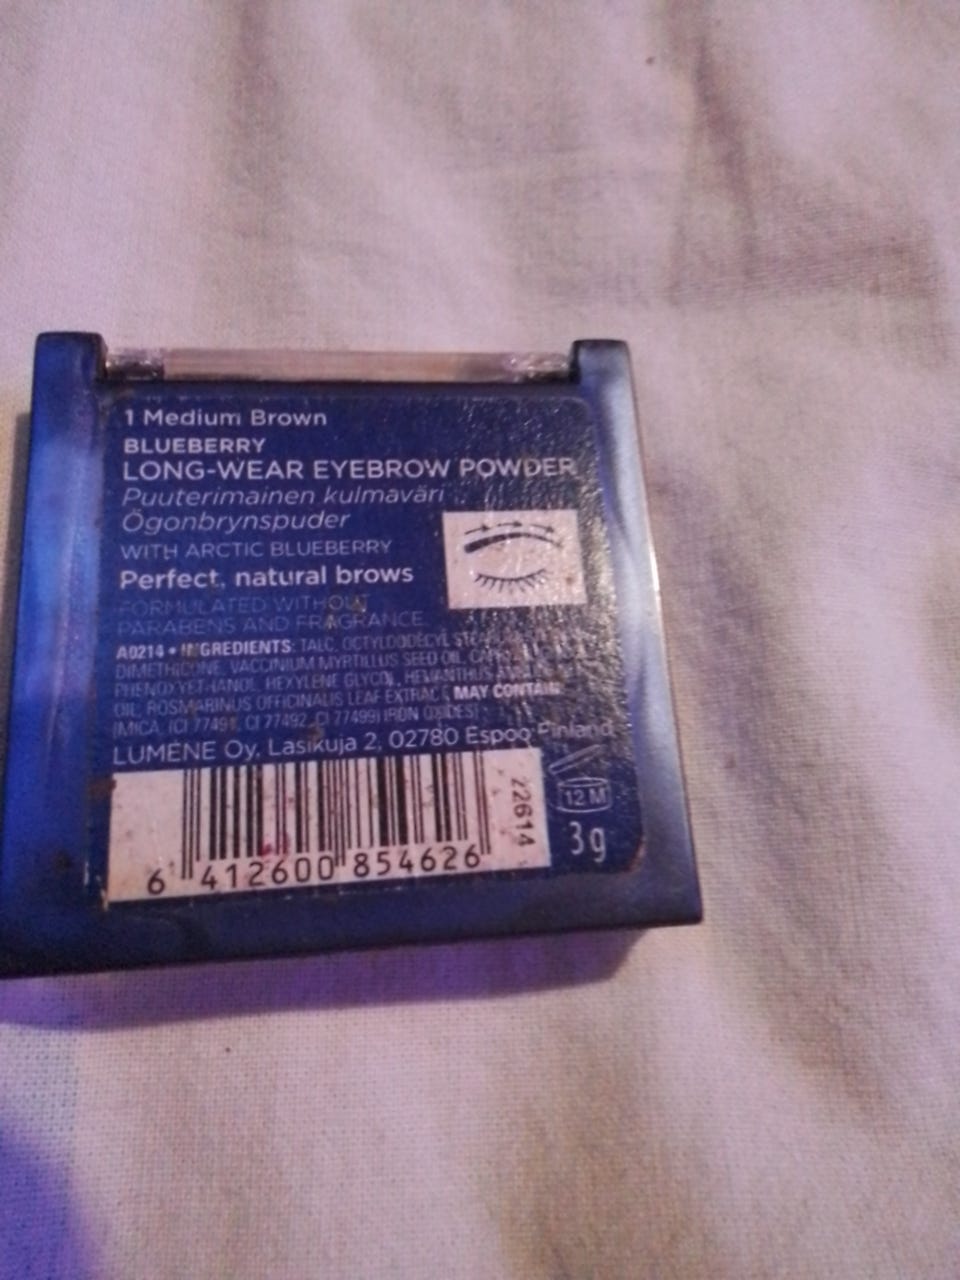 1 Medium Brown
BLUEBERRY
LONG-WEAR EYEBROW POWDER
Puuterimainen kulmaväri
Ögonbrynspuder
WITH ARCTIC BLUEBERRY
Perfect, natural brows
FORMULATED WITHOUT
PARABENS AND FRAGRANCE
A0214 • INGREDIENTS: TALC, OCTYLDODECYL
DIMETHICONE, VACCINIUM MYRTILLUS SEED OIL,
PHENOXYETHANOL, HEXYLENE GLYCOL,
OIL, ROSMARINUS OFFICINALIS LEAF EXTRACT, MAY CONTAIN:
(MICA, (CI 77491, CI 77492, CI 77499) IRON OXIDES)
LUMENE Oy, Lasikuja 2, 02780 Espoo Finland
12 M
3g
22614
6 412600 854626